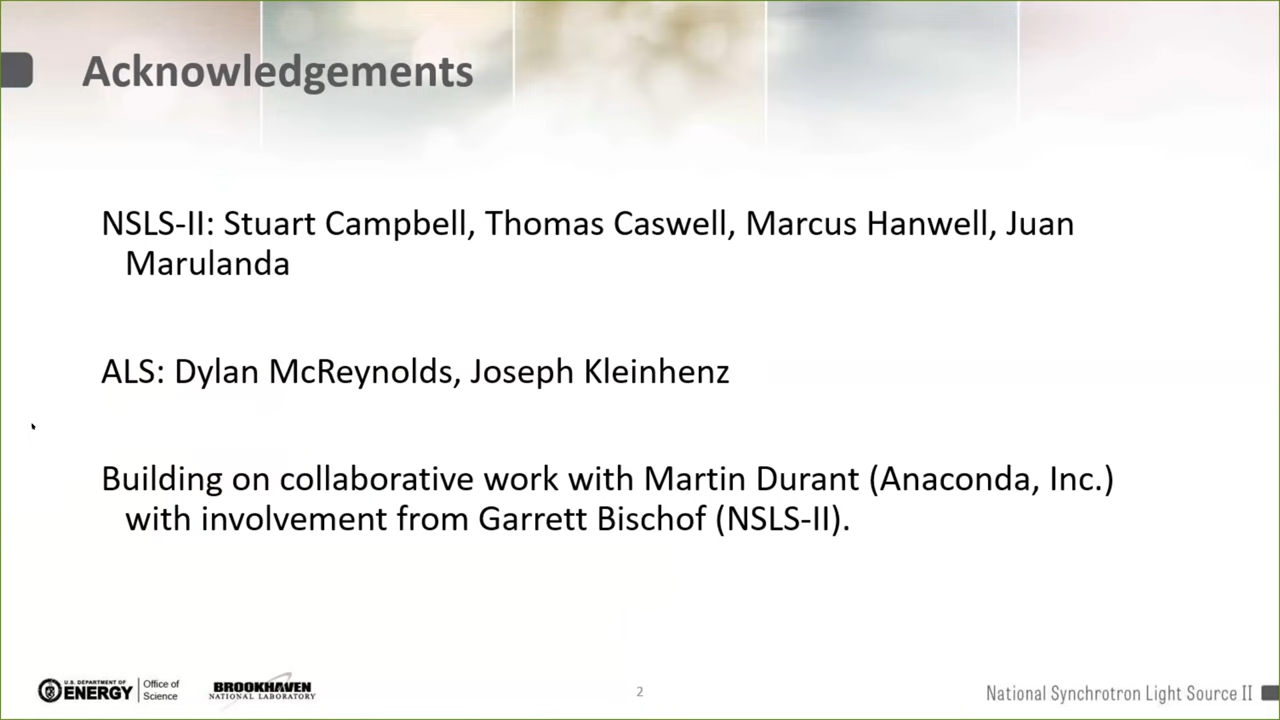 Acknowledgements
NSLS-II: Stuart Campbell, Thomas Caswell, Marcus Hanwell, Juan
Marulanda
ALS: Dylan McReynolds, Joseph Kleinhenz
Building on collaborative work with Martin Durant (Anaconda, Inc.)
with involvement from Garrett Bischof (NSLS-II).
U.S. DEPARTMENT OF
ENERGY
Office of
Science
BROOKHAVEN
NATIONAL LABORATORY
2
National Synchrotron Light Source II